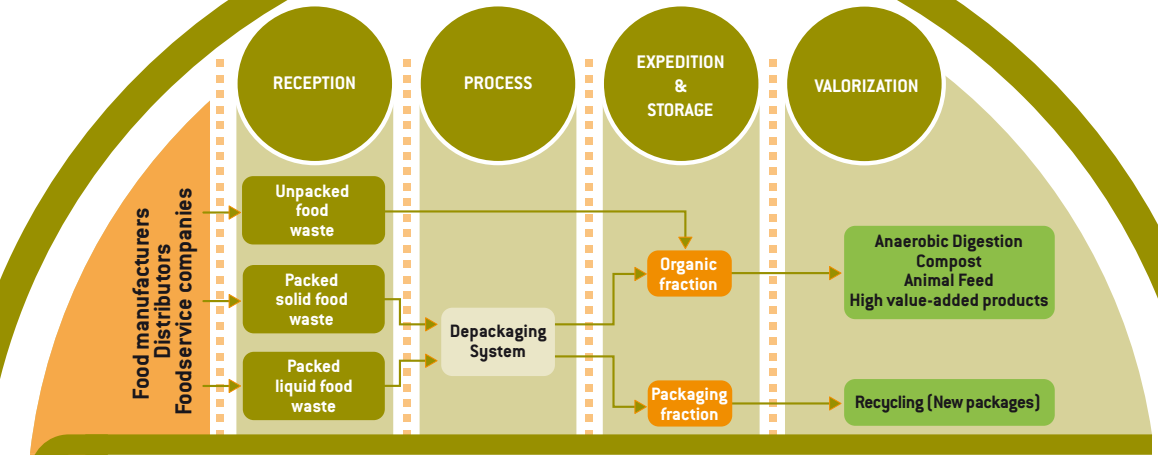 RECEPTION
PROCESS
EXPEDITION
&
STORAGE
VALORIZATION
Food manufacturers
Distributors
Foodservice companies
Unpacked
food
waste
Packed
solid food
waste
Packed
liquid food
waste
Depackaging
System
Organic
fraction
Packaging
fraction
Anaerobic Digestion
Compost
Animal Feed
High value-added products
Recycling (New packages)